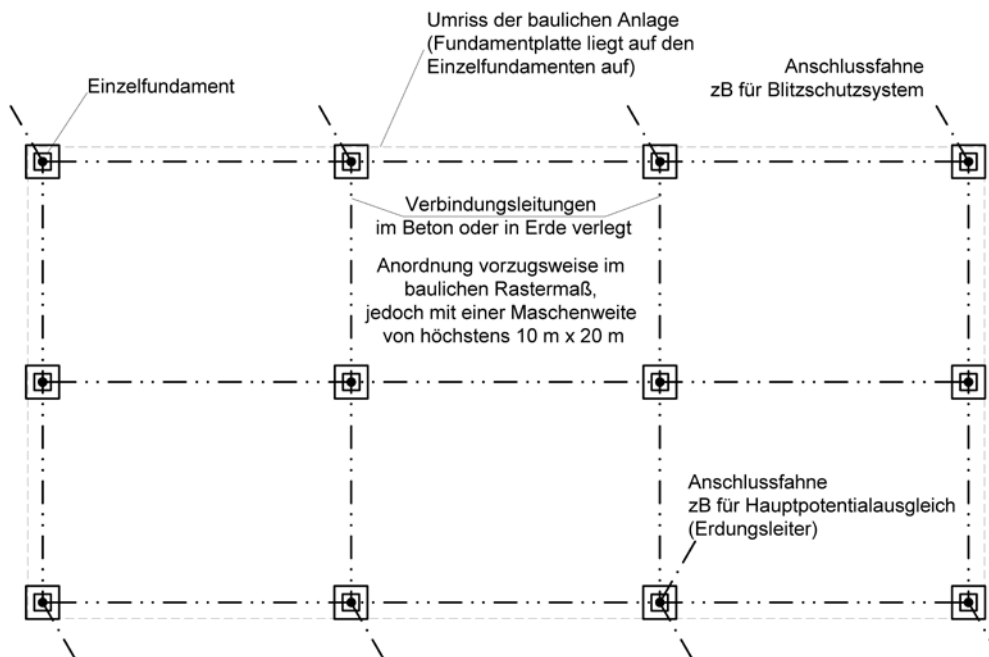 Umriss der baulichen Anlage
(Fundamentplatte liegt auf den
Einzelfundamenten auf)
Einzelfundament
Anschlussfahne
zB für Blitzschutzsystem
Verbindungsleitungen
im Beton oder in Erde verlegt
Anordnung vorzugsweise im
baulichen Rastermaß,
jedoch mit einer Maschenweite
von höchstens 10 m x 20 m
Anschlussfahne
zB für Hauptpotentialausgleich
(Erdungsleiter)